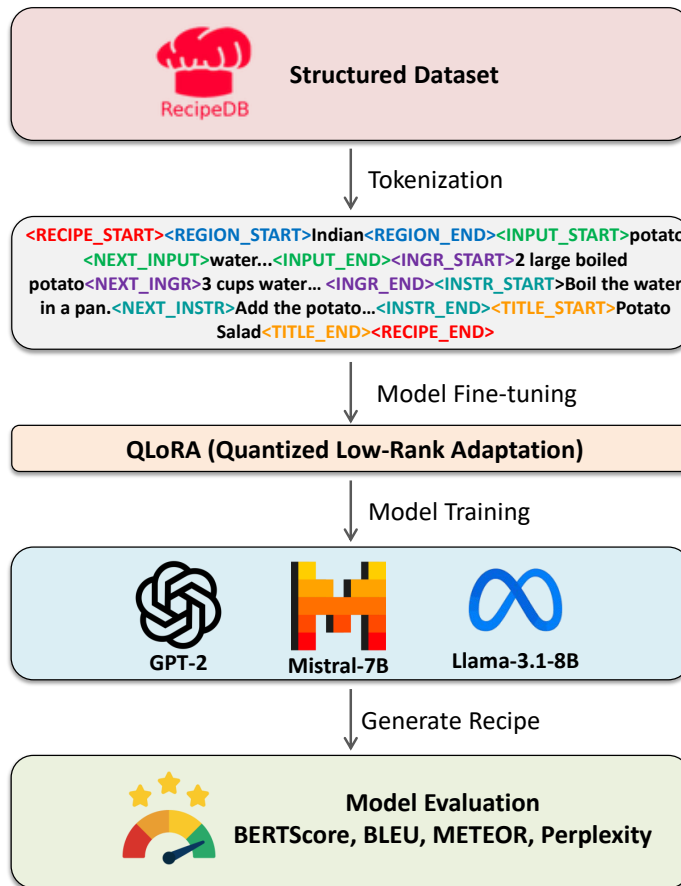 RecipeDB
Structured Dataset
Tokenization
<RECIPE_START><REGION_START>Indian<REGION_END><INPUT_START>potato
<NEXT_INPUT>water...<INPUT_END><INGR_START>2 large boiled
potato<NEXT_INGR>3 cups water... <INGR_END><INSTR_START>Boil the water
in a pan.<NEXT_INSTR>Add the potato...<INSTR_END><TITLE_START>Potato
Salad<TITLE_END><RECIPE_END>
Model Fine-tuning
QLoRA (Quantized Low-Rank Adaptation)
Model Training
GPT-2
Mistral-7B
Llama-3.1-8B
Generate Recipe
Model Evaluation
BERTScore, BLEU, METEOR, Perplexity